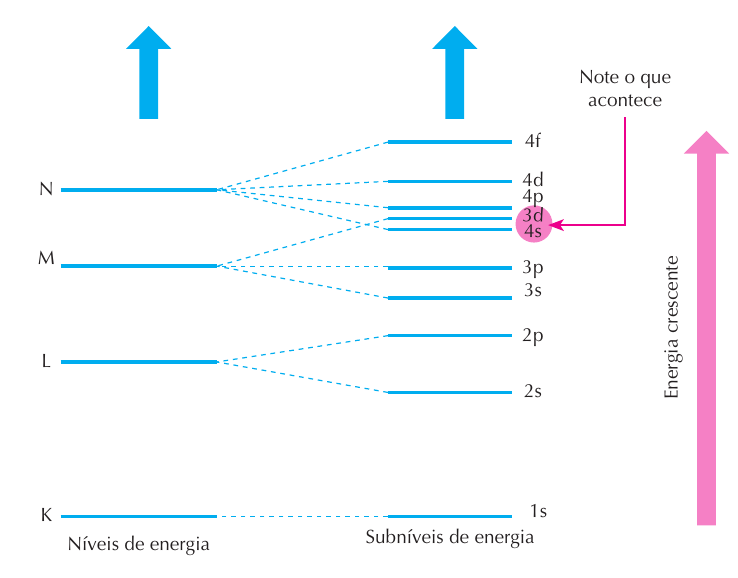 Note o que
acontece
4f
N
4d
4p
3d
4s
M
3p
3s
2p
L
2s
Energia crescente
K
1s
Níveis de energia
Subníveis de energia